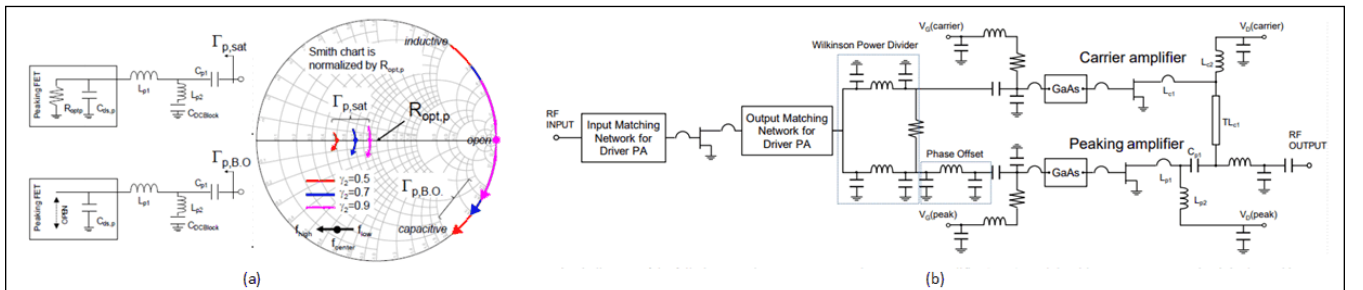 Γp,sat
Peaking FET
Roptp
Cds,p
Lp1
Cp1
Lp2
CDCBlock
Γp,B.O.
Peaking FET
OPEN
Cds,p
Lp1
Cp1
Lp2
CDCBlock
Smith chart is
normalized by Ropt,p
inductive
Γp,sat
Ropt,p
open
γ2=0.5
γ2=0.7
γ2=0.9
Γp,B.O.
capacitive
fhigh
flow
fcenter
(a)
RF
INPUT
Input Matching
Network for
Driver PA
Output Matching
Network for
Driver PA
Wilkinson Power Divider
Phase Offset
VG(carrier)
VG(peak)
GaAs
GaAs
Carrier amplifier
Peaking amplifier
VD(carrier)
Lc2
Lc1
TLc1
Cp1
Lp1
Lp2
RF
OUTPUT
VD(peak)
(b)